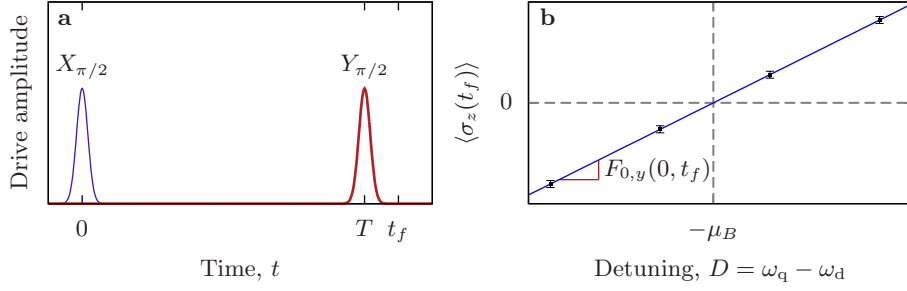 a
Drive amplitude
X_{π/2}
Y_{π/2}
0
T
t_f
Time, t
b
⟨σ_z(t_f)⟩
0
F_{0,y}(0, t_f)
−μ_B
Detuning, D = ω_q − ω_d